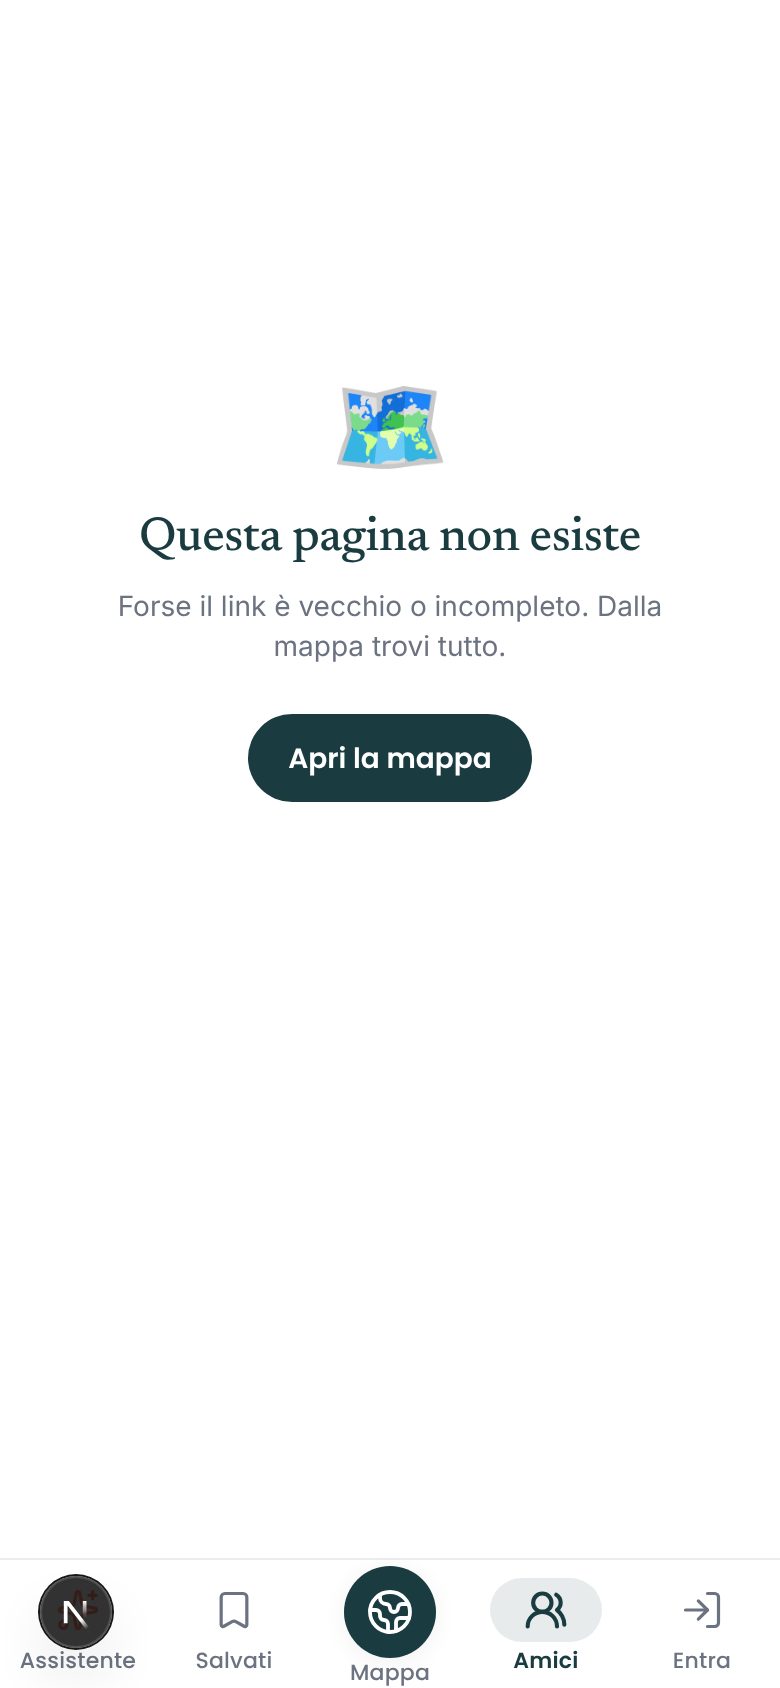 Questa pagina non esiste
Forse il link è vecchio o incompleto. Dalla
mappa trovi tutto.
Apri la mappa
N
Assistente
Salvati
Mappa
Amici
Entra